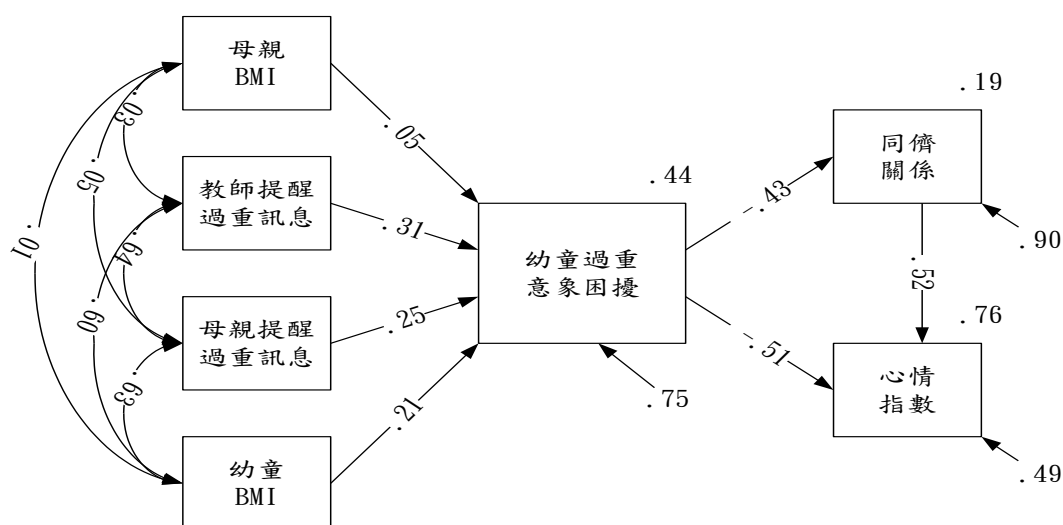 母親
BMI
教師提醒
過重訊息
母親提醒
過重訊息
幼童
BMI
.03
.05
.01
.64
.60
.63
.05
.31
.25
.21
.44
幼童過重
意象困擾
.75
-.43
-.51
.19
同儕
關係
.90
.52
.76
心情
指數
.49